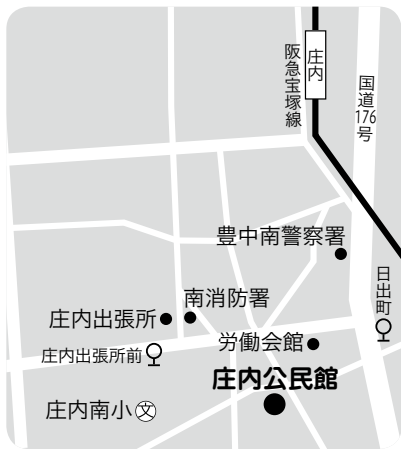 庄内
阪急宝塚線
国道176号
豊中南警察署
日出町
南消防署
庄内出張所
労働会館
庄内出張所前
庄内公民館
庄内南小 文